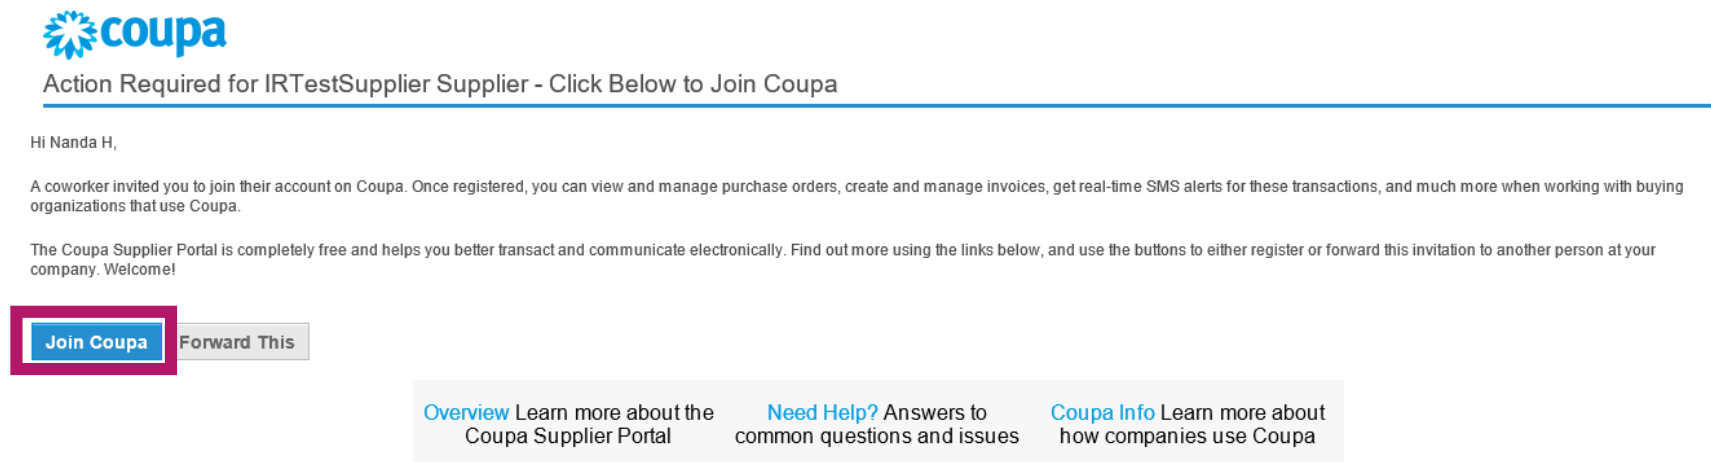 coupa
Action Required for IRTestSupplier Supplier - Click Below to Join Coupa
Hi Nanda H,
A coworker invited you to join their account on Coupa. Once registered, you can view and manage purchase orders, create and manage invoices, get real-time SMS alerts for these transactions, and much more when working with buying
organizations that use Coupa.
The Coupa Supplier Portal is completely free and helps you better transact and communicate electronically. Find out more using the links below, and use the buttons to either register or forward this invitation to another person at your
company. Welcome!
Join Coupa
Forward This
Overview Learn more about the
Coupa Supplier Portal
Need Help? Answers to
common questions and issues
Coupa Info Learn more about
how companies use Coupa